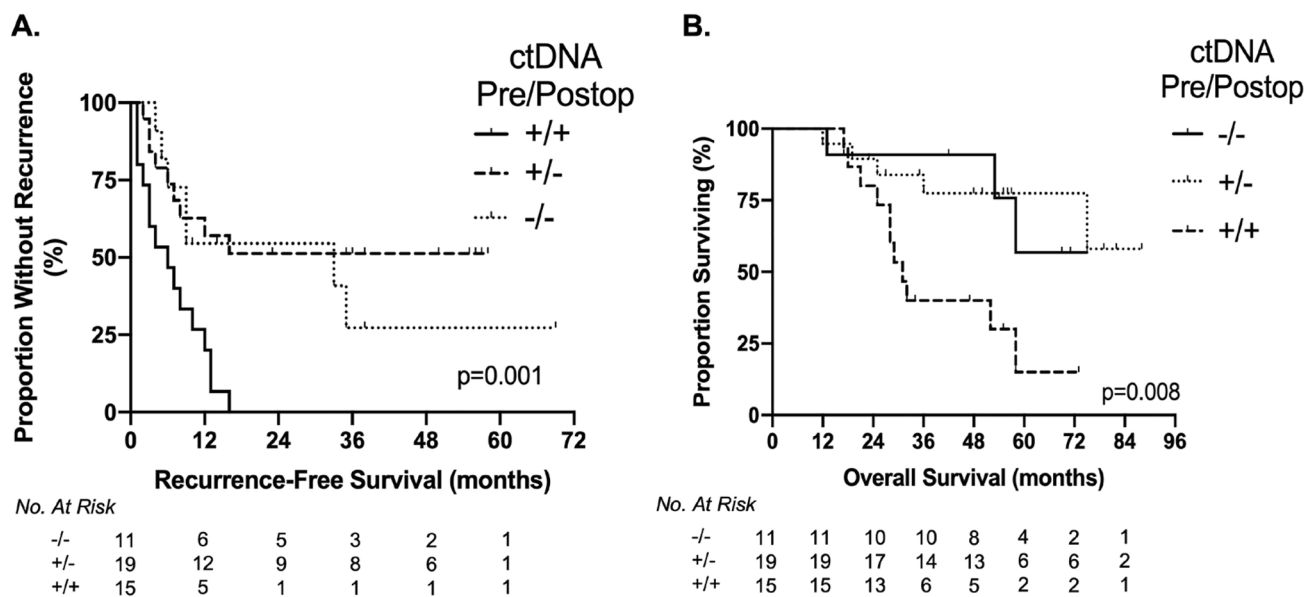 A.
ctDNA
Pre/Postop
+/+
+/-
-/-
Proportion Without Recurrence
(%)
100
75
50
25
0
p=0.001
0 12 24 36 48 60 72
Recurrence-Free Survival (months)
No. At Risk
-/- 11 6 5 3 2 1
+/- 19 12 9 8 6 1
+/+ 15 5 1 1 1 1
B.
ctDNA
Pre/Postop
-/-
+/-
+/+
Proportion Surviving (%)
100
75
50
25
0
p=0.008
0 12 24 36 48 60 72 84 96
Overall Survival (months)
No. At Risk
-/- 11 11 10 10 8 4 2 1
+/- 19 19 17 14 13 6 6 2
+/+ 15 15 13 6 5 2 2 1